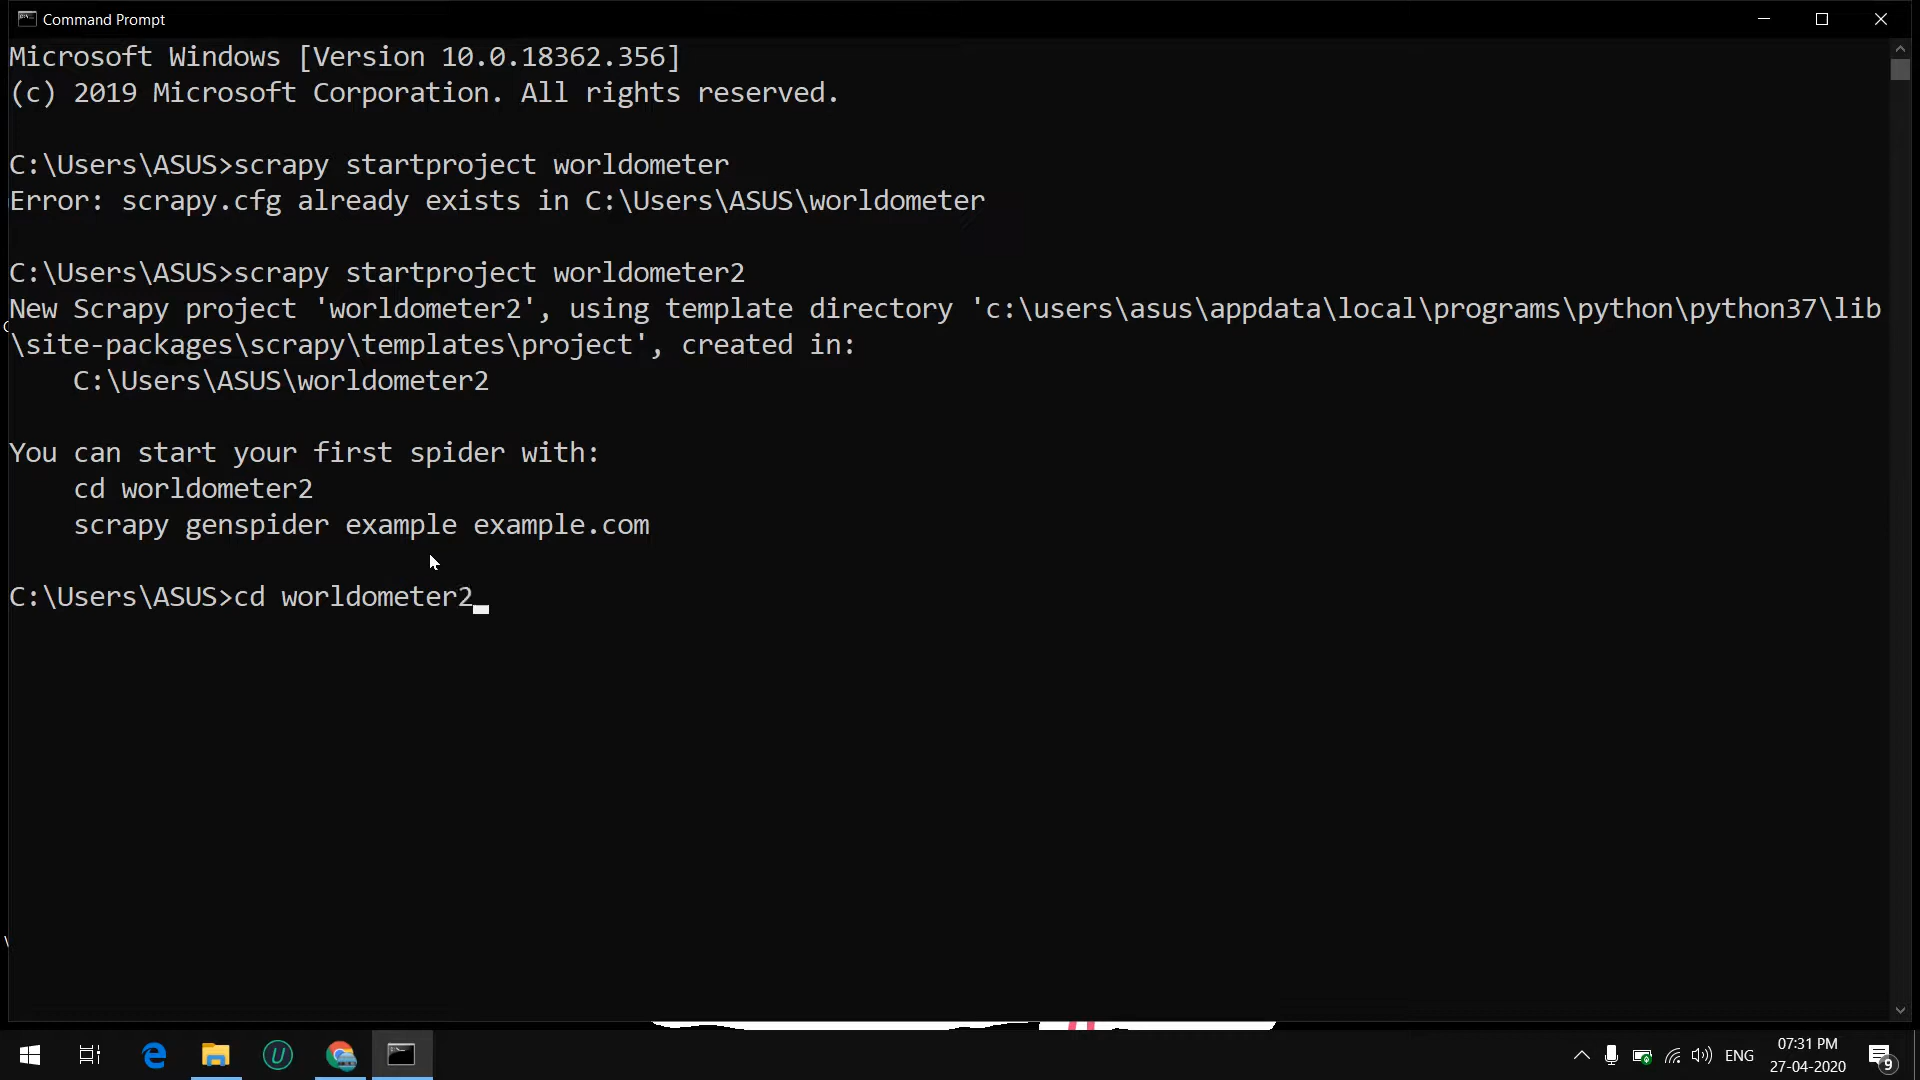 Command Prompt
Microsoft Windows [Version 10.0.18362.356]
(c) 2019 Microsoft Corporation. All rights reserved.
C:\Users\ASUS>scrapy startproject worldometer
Error: scrapy.cfg already exists in C:\Users\ASUS\worldometer
C:\Users\ASUS>scrapy startproject worldometer2
New Scrapy project 'worldometer2', using template directory 'c:\users\asus\appdata\local\programs\python\python37\lib
\site-packages\scrapy\templates\project', created in:
C:\Users\ASUS\worldometer2
You can start your first spider with:
cd worldometer2
scrapy genspider example example.com
C:\Users\ASUS>cd worldometer2
ENG
07:31 PM
27-04-2020
9